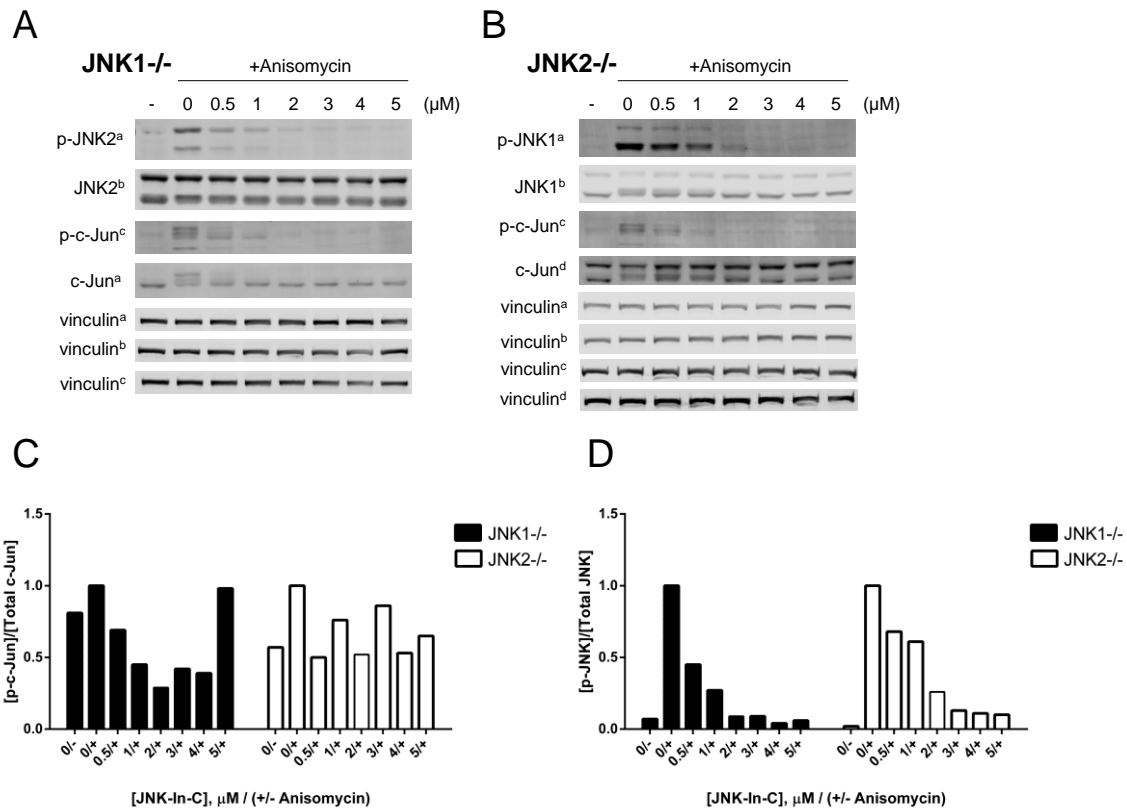 A
JNK1-/-
+Anisomycin
- 0 0.5 1 2 3 4 5 (μM)
p-JNK2ᵃ
JNK2ᵇ
p-c-Junᶜ
c-Junᵃ
vinculinᵃ
vinculinᵇ
vinculinᶜ
B
JNK2-/-
+Anisomycin
- 0 0.5 1 2 3 4 5 (μM)
p-JNK1ᵃ
JNK1ᵇ
p-c-Junᶜ
c-Junᵈ
vinculinᵃ
vinculinᵇ
vinculinᶜ
vinculinᵈ
C
[p-c-Jun]/[Total c-Jun]
1.5
1.0
0.5
0.0
JNK1-/-
JNK2-/-
0/- 0/+ 0.5/+ 1/+ 2/+ 3/+ 4/+ 5/+ 0/- 0/+ 0.5/+ 1/+ 2/+ 3/+ 4/+ 5/+
[JNK-In-C], μM / (+/- Anisomycin)
D
[p-JNK]/[Total JNK]
1.5
1.0
0.5
0.0
JNK1-/-
JNK2-/-
0/- 0/+ 0.5/+ 1/+ 2/+ 3/+ 4/+ 5/+ 0/- 0/+ 0.5/+ 1/+ 2/+ 3/+ 4/+ 5/+
[JNK-In-C], μM / (+/- Anisomycin)